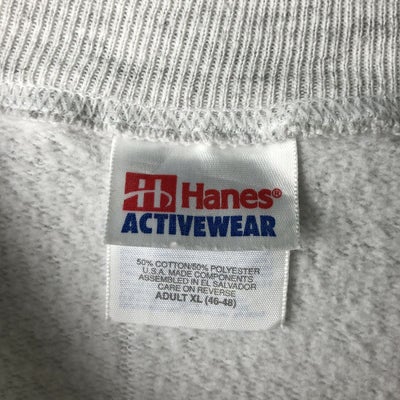 H Hanes®
ACTIVEWEAR
50% COTTON/50% POLYESTER
U.S.A. MADE COMPONENTS
ASSEMBLED IN EL SALVADOR
CARE ON REVERSE
ADULT XL (46-48)